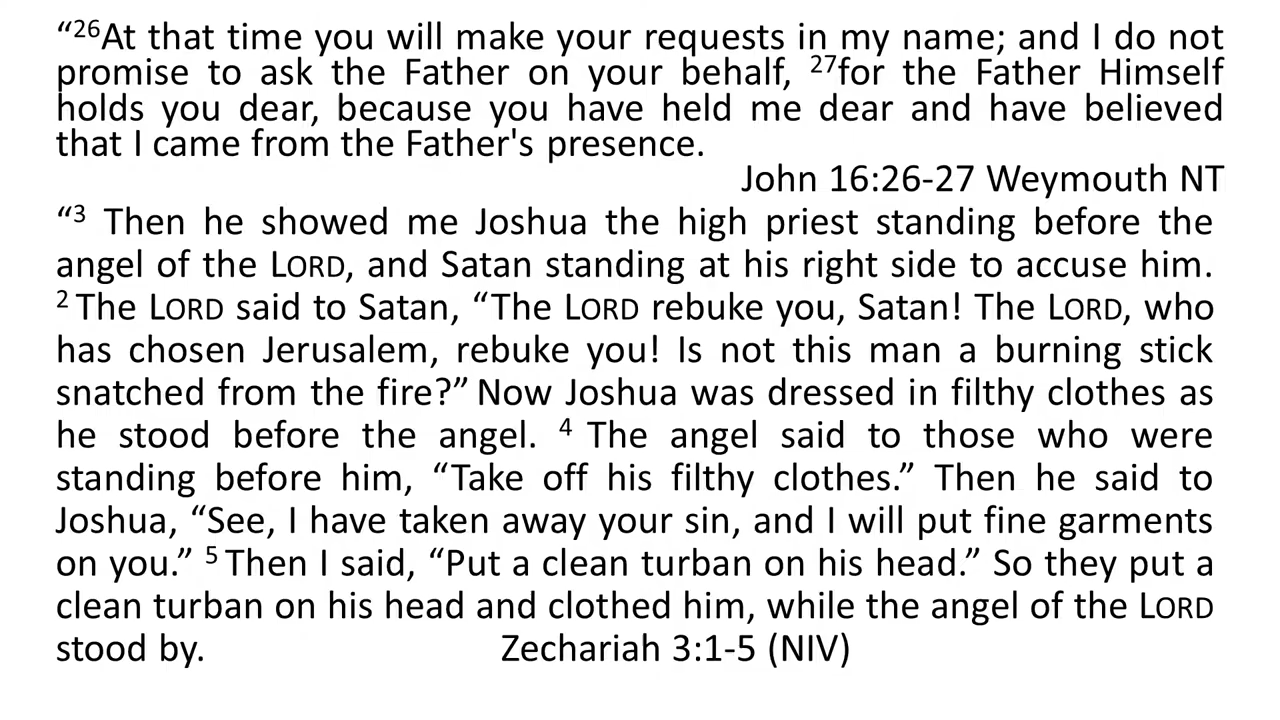 “26At that time you will make your requests in my name; and I do not
promise to ask the Father on your behalf, 27for the Father Himself
holds you dear, because you have held me dear and have believed
that I came from the Father's presence.
John 16:26-27 Weymouth NT
“3 Then he showed me Joshua the high priest standing before the
angel of the LORD, and Satan standing at his right side to accuse him.
2 The LORD said to Satan, “The LORD rebuke you, Satan! The LORD, who
has chosen Jerusalem, rebuke you! Is not this man a burning stick
snatched from the fire?” Now Joshua was dressed in filthy clothes as
he stood before the angel. 4 The angel said to those who were
standing before him, “Take off his filthy clothes.” Then he said to
Joshua, “See, I have taken away your sin, and I will put fine garments
on you.” 5 Then I said, “Put a clean turban on his head.” So they put a
clean turban on his head and clothed him, while the angel of the LORD
stood by. Zechariah 3:1-5 (NIV)